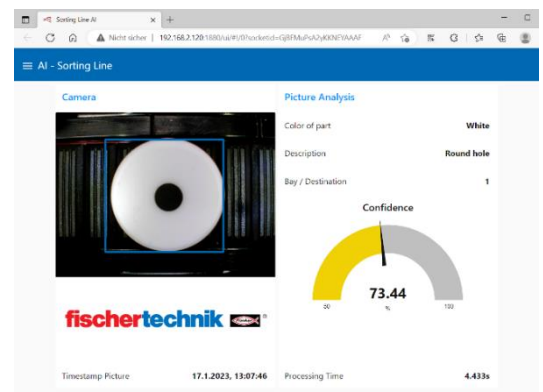 Sorting Line AI
Nicht sicher | 192.168.2.120:1880/ui/#!/0?socketid=
AI - Sorting Line
Camera
Picture Analysis
Color of part White
Description Round hole
Bay / Destination 1
Confidence
73.44
50 % 100
fischertechnik
Timestamp Picture 17.1.2023, 13:07:46
Processing Time 4.433s